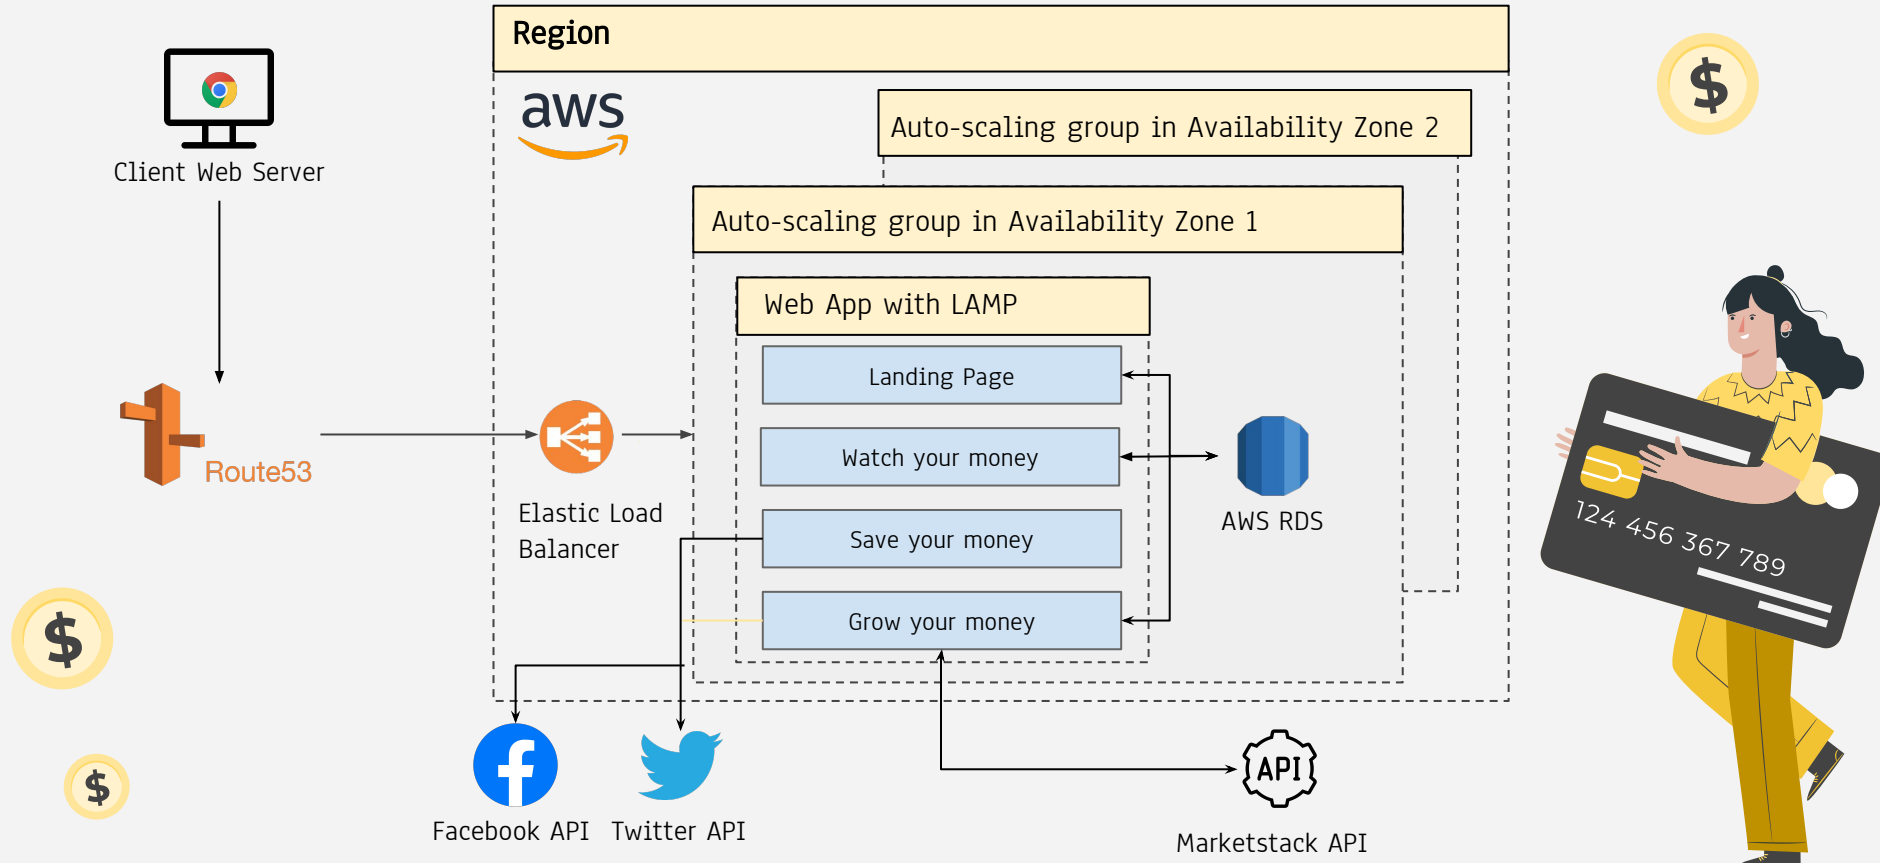 Region
aws
Auto-scaling group in Availability Zone 2
Auto-scaling group in Availability Zone 1
Web App with LAMP
Landing Page
Watch your money
Save your money
Grow your money
Client Web Server
Route53
Elastic Load
Balancer
AWS RDS
Facebook API
Twitter API
API
Marketstack API
124 456 367 789
$
$
$